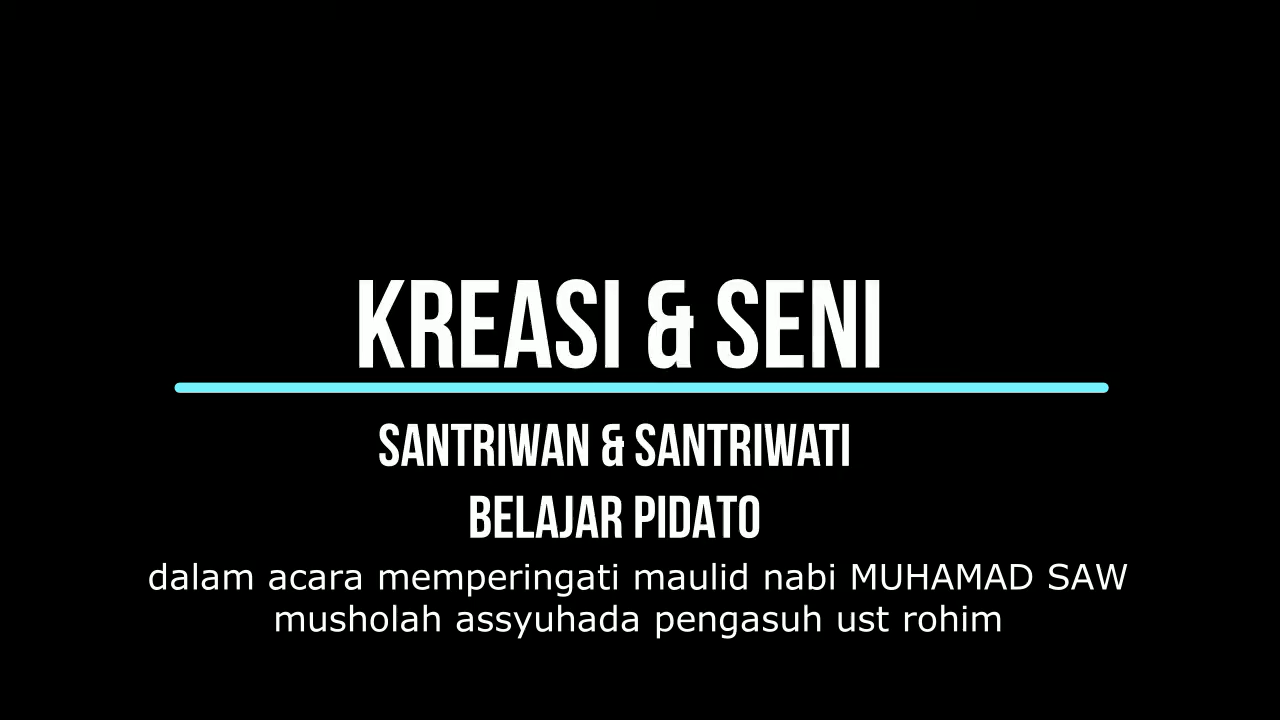 KREASI & SENI
SANTRIWAN & SANTRIWATI
BELAJAR PIDATO
dalam acara memperingati maulid nabi MUHAMAD SAW
musholah assyuhada pengasuh ust rohim